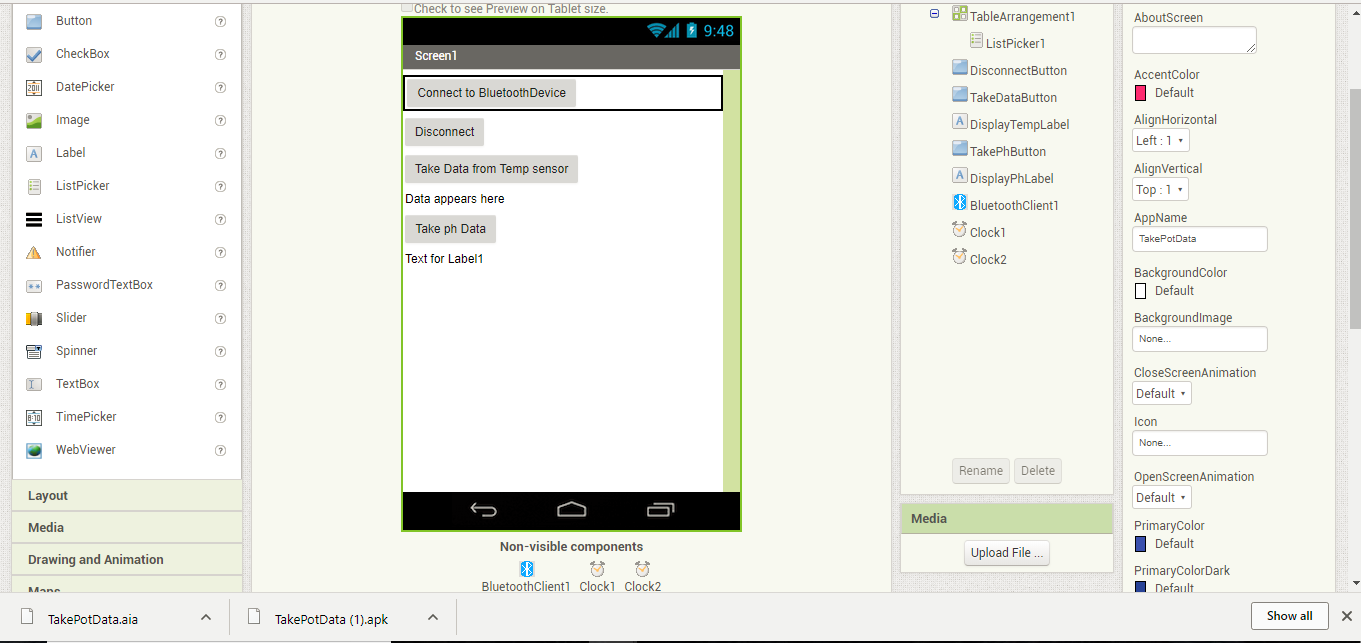 Button
CheckBox
DatePicker
Image
Label
ListPicker
ListView
Notifier
PasswordTextBox
Slider
Spinner
TextBox
TimePicker
WebViewer
Layout
Media
Drawing and Animation
Maps
Check to see Preview on Tablet size.
9:48
Screen1
Connect to BluetoothDevice
Disconnect
Take Data from Temp sensor
Data appears here
Take ph Data
Text for Label1
Non-visible components
BluetoothClient1 Clock1 Clock2
TableArrangement1
ListPicker1
DisconnectButton
TakeDataButton
DisplayTempLabel
TakePhButton
DisplayPhLabel
BluetoothClient1
Clock1
Clock2
Rename Delete
Media
Upload File ...
AboutScreen
AccentColor
Default
AlignHorizontal
Left : 1
AlignVertical
Top : 1
AppName
TakePotData
BackgroundColor
Default
BackgroundImage
None...
CloseScreenAnimation
Default
Icon
None...
OpenScreenAnimation
Default
PrimaryColor
Default
PrimaryColorDark
Default
TakePotData.aia
TakePotData (1).apk
Show all